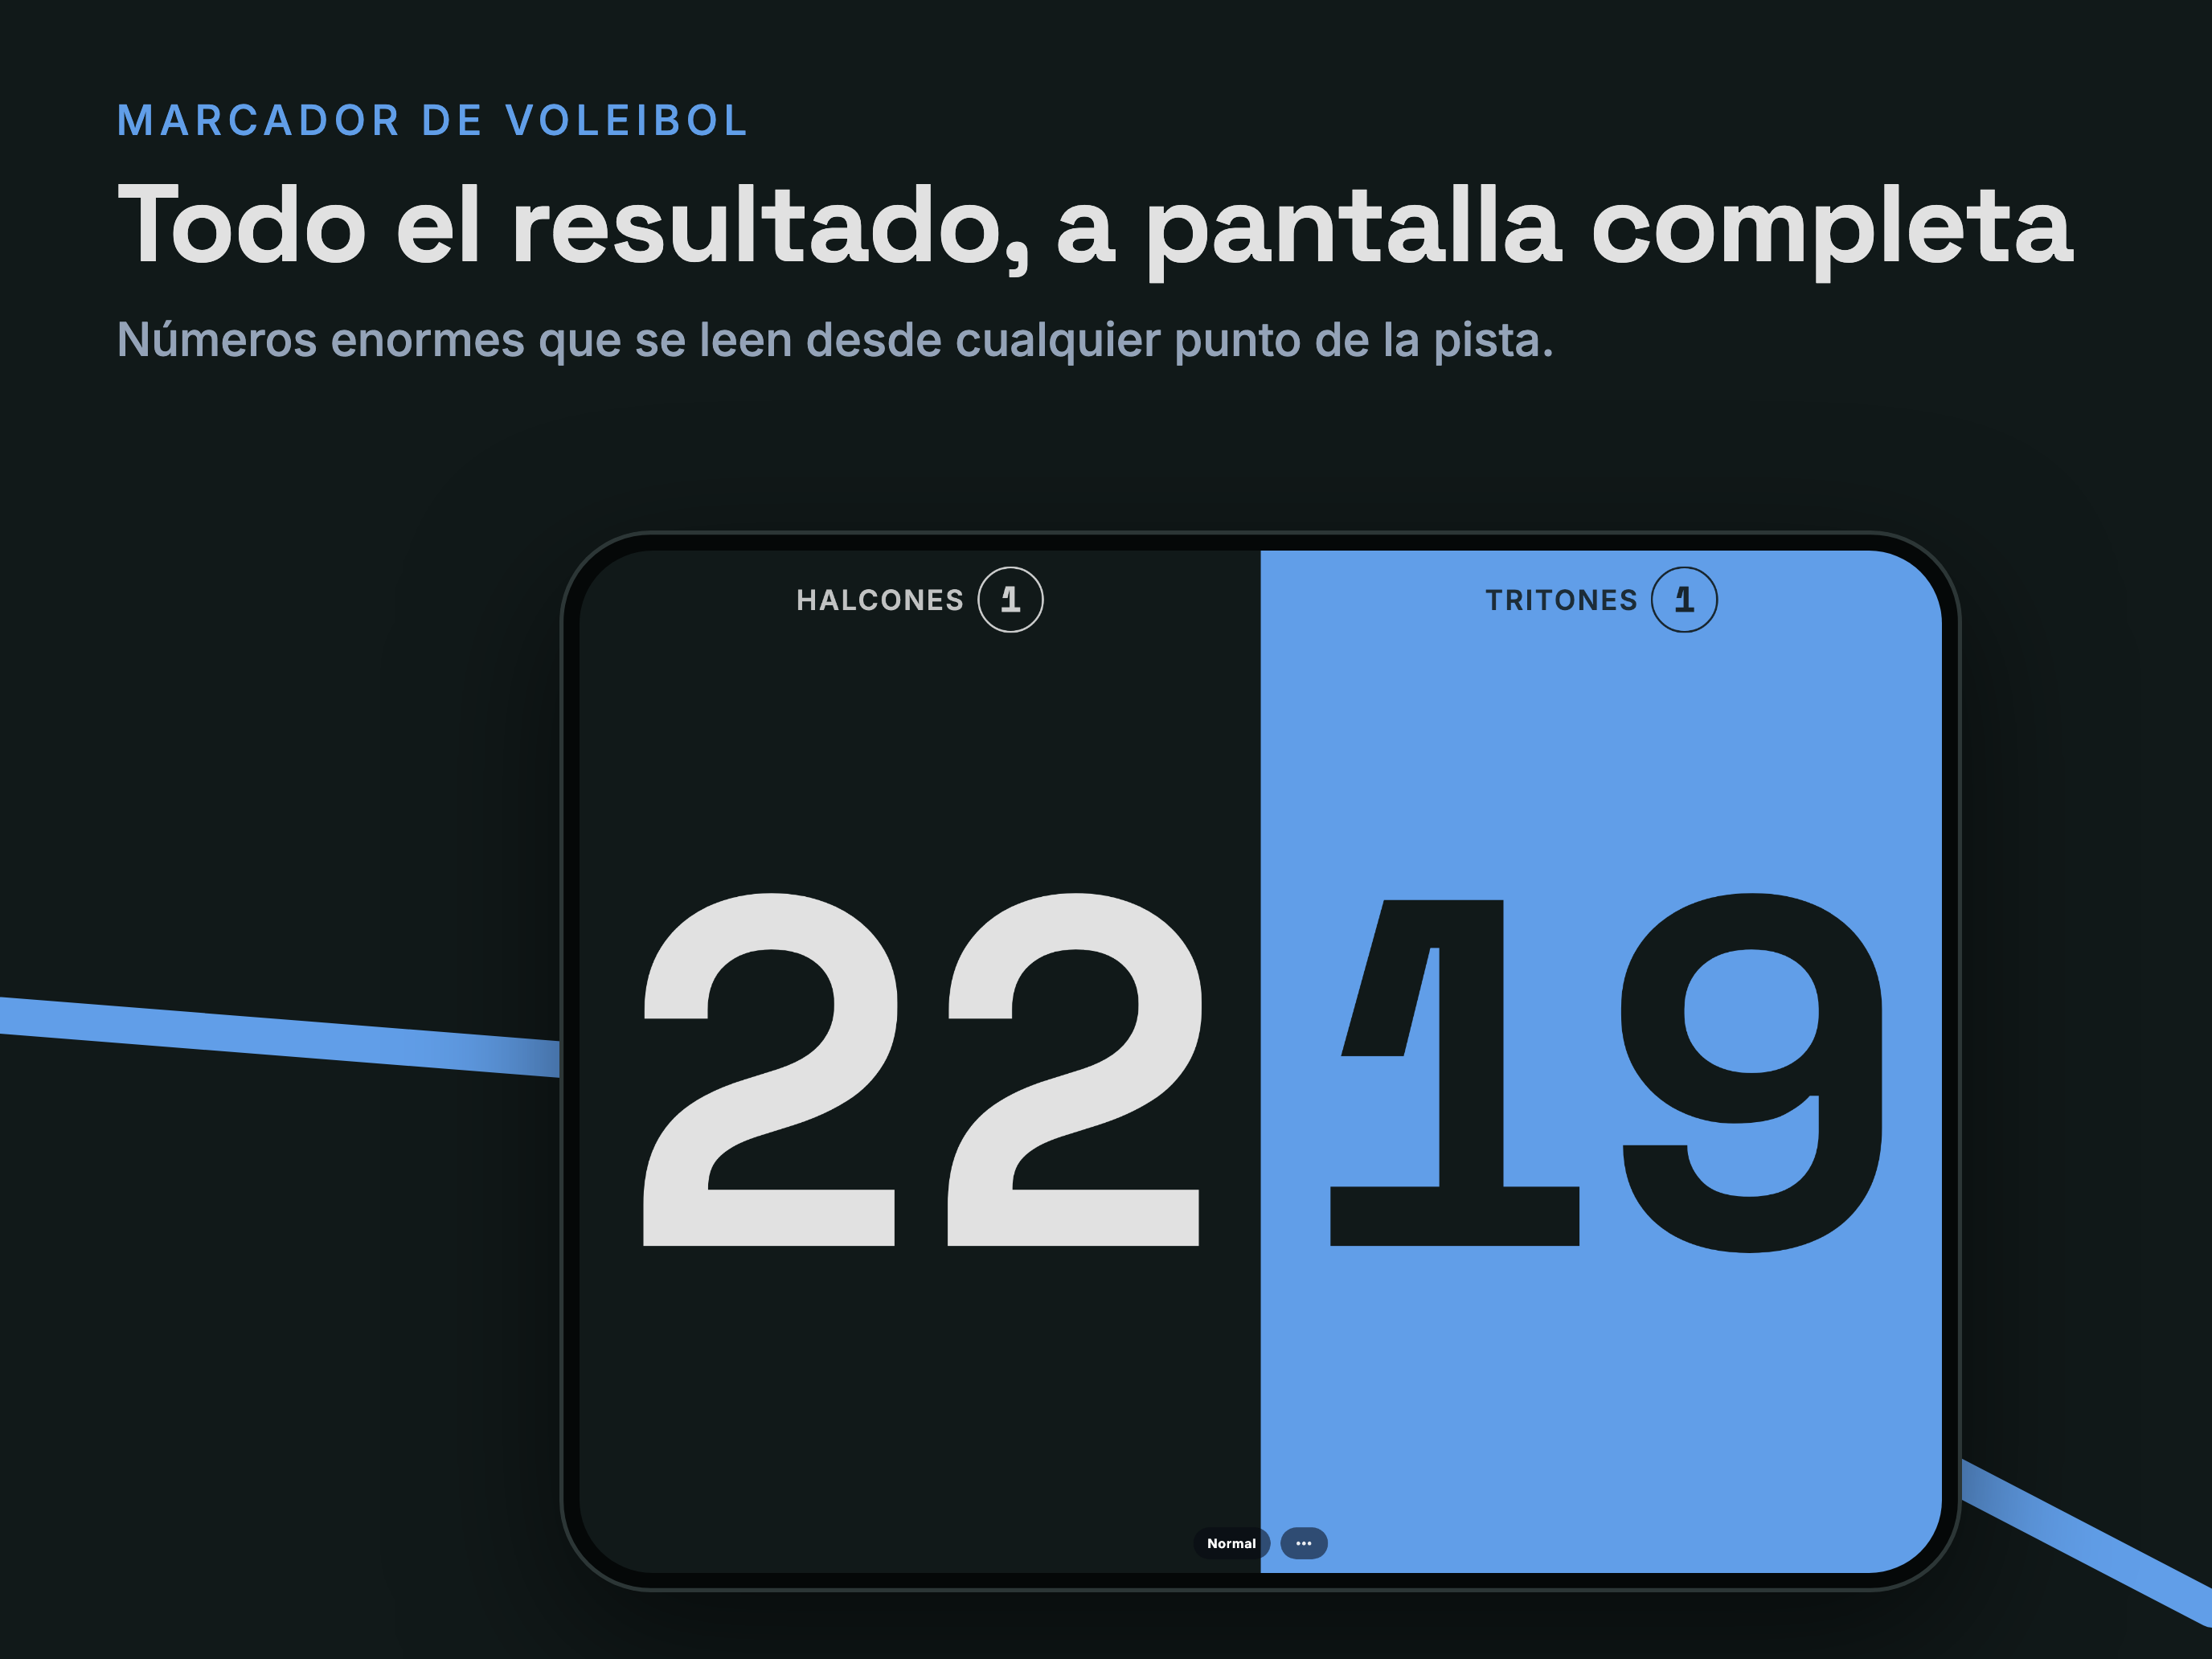 MARCADOR DE VOLEIBOL
Todo el resultado, a pantalla completa
Números enormes que se leen desde cualquier punto de la pista.
HALCONES 1
TRITONES 1
22
19
Normal
•••